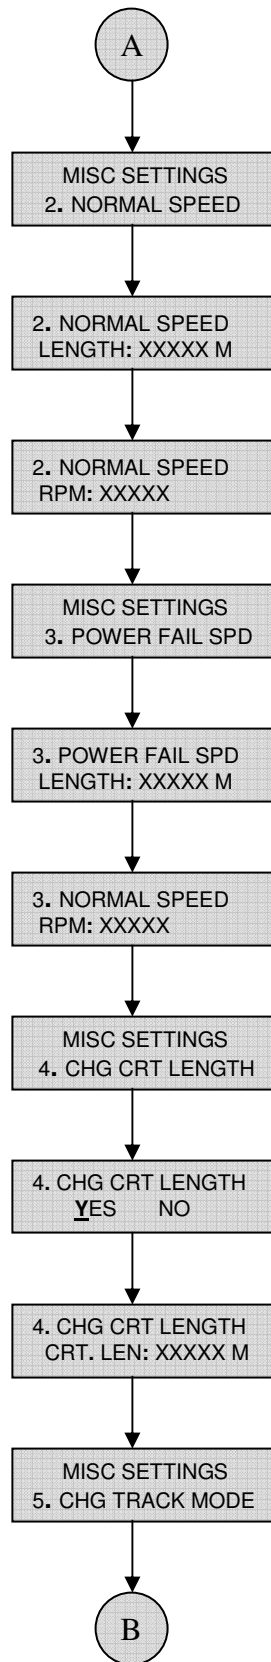 A
MISC SETTINGS
2. NORMAL SPEED
2. NORMAL SPEED
LENGTH: XXXXX M
2. NORMAL SPEED
RPM: XXXXX
MISC SETTINGS
3. POWER FAIL SPD
3. POWER FAIL SPD
LENGTH: XXXXX M
3. NORMAL SPEED
RPM: XXXXX
MISC SETTINGS
4. CHG CRT LENGTH
4. CHG CRT LENGTH
YES NO
4. CHG CRT LENGTH
CRT. LEN: XXXXX M
MISC SETTINGS
5. CHG TRACK MODE
B